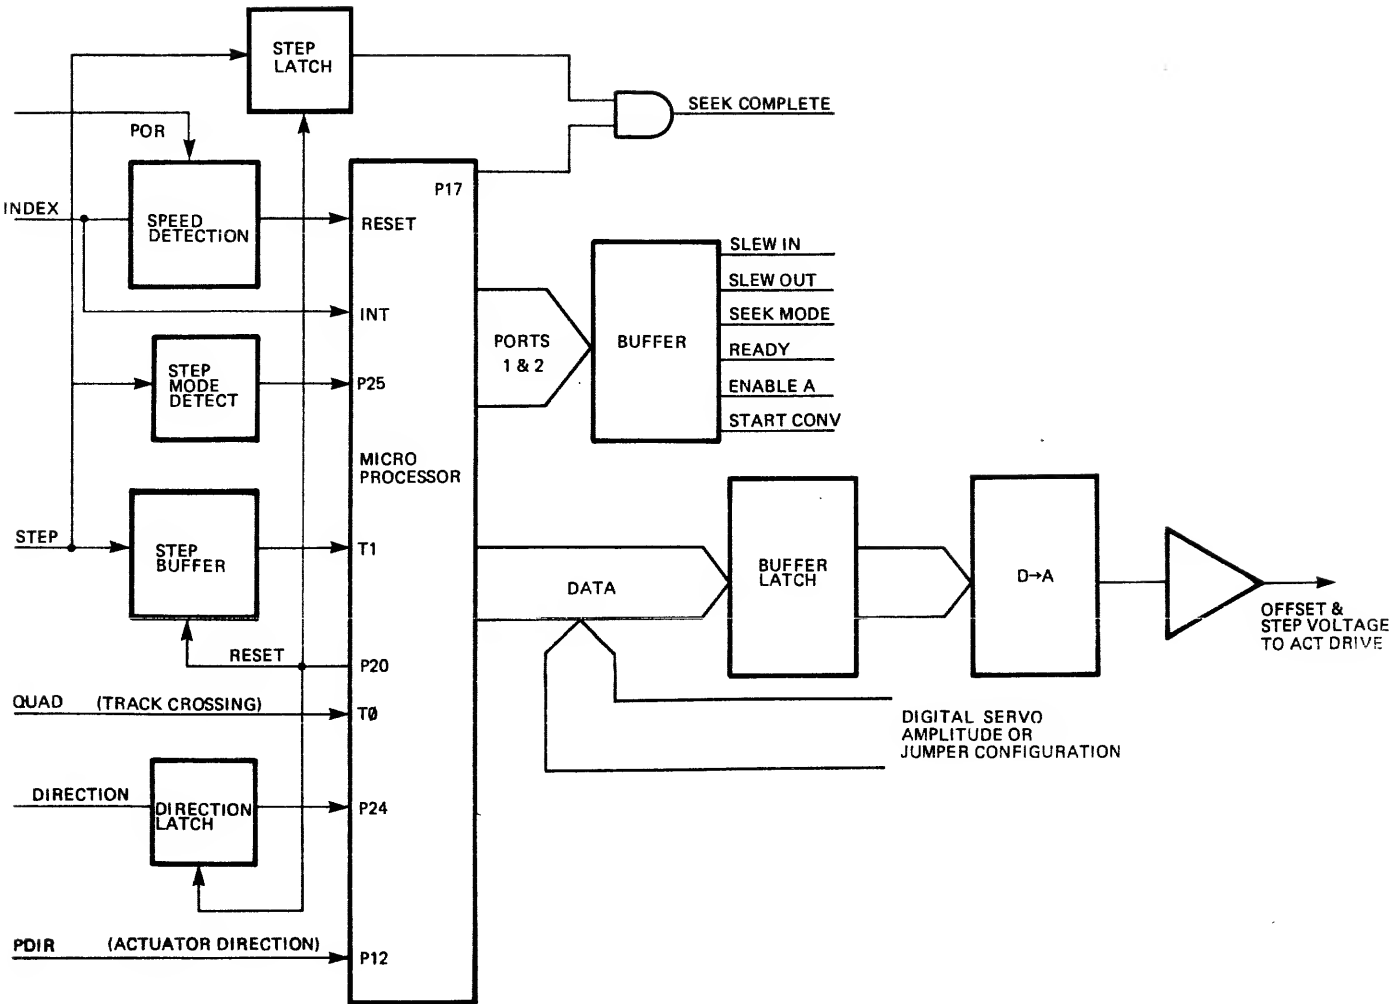 STEP
LATCH
SEEK COMPLETE
POR
P17
INDEX
SPEED
DETECTION
RESET
INT
STEP
MODE
DETECT
P25
PORTS
1 & 2
BUFFER
SLEW IN
SLEW OUT
SEEK MODE
READY
ENABLE A
START CONV
MICRO
PROCESSOR
STEP
STEP
BUFFER
T1
DATA
BUFFER
LATCH
D→A
OFFSET &
STEP VOLTAGE
TO ACT DRIVE
RESET
P20
QUAD (TRACK CROSSING)
TØ
DIGITAL SERVO
AMPLITUDE OR
JUMPER CONFIGURATION
DIRECTION
DIRECTION
LATCH
P24
PDIR (ACTUATOR DIRECTION)
P12